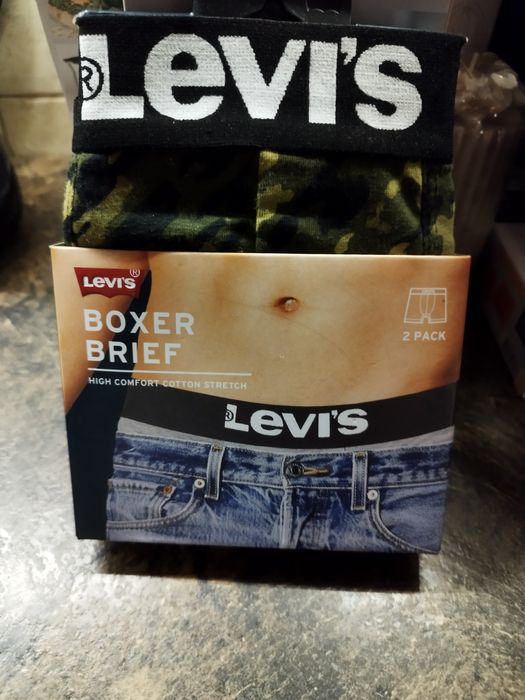 ®Levi's
Levi's®
BOXER
BRIEF
HIGH COMFORT COTTON STRETCH
2 PACK
®Levi's